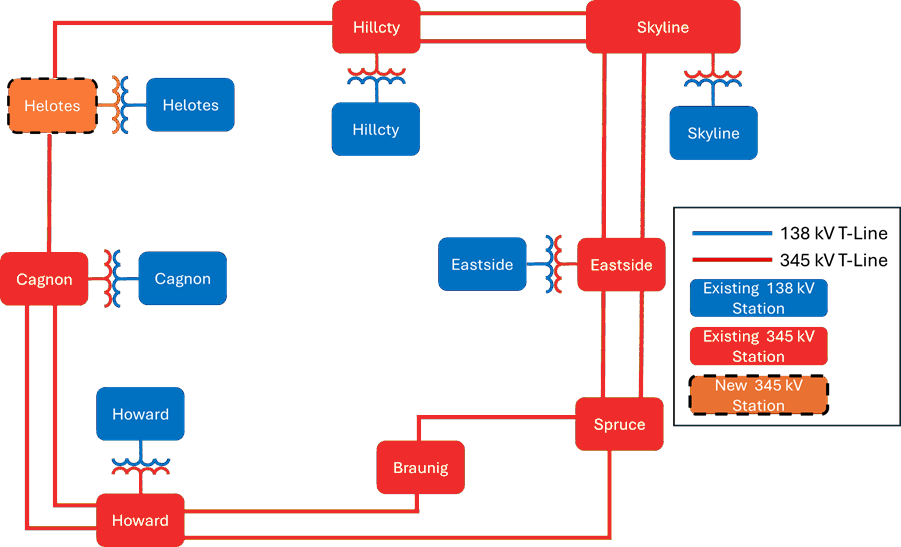 Hillcty
Skyline
Helotes
Helotes
Hillcty
Skyline
138 kV T-Line
345 kV T-Line
Eastside
Eastside
Cagnon
Cagnon
Existing 138 kV
Station
Existing 345 kV
Station
New 345 kV
Station
Howard
Spruce
Braunig
Howard